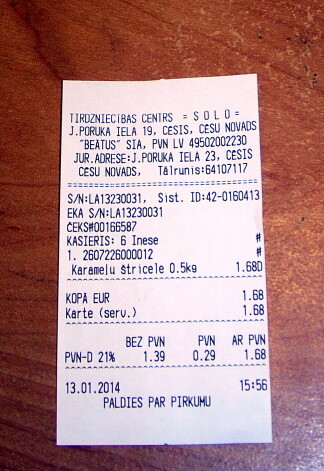 TIRDZNIECĪBAS CENTRS = S O L O =
J.PORUKA IELA 19, CĒSIS, CĒSU NOVADS
"BEĀTUS" SIA, PVN LV 49502002230
JUR.ADRESE:J.PORUKA IELA 23, CĒSIS
CĒSU NOVADS, Tālrunis:64107117
S/N:LA13230031, Sist. ID:42-0160413
EKA S/N:LA13230031
ČEKS#00166587
KASIERIS: 6 Inese #
1. 2607226000012 #
Karameļu štrīcele 0.5kg 1.68D
KOPĀ EUR 1.68
Karte (serv.) 1.68
BEZ PVN PVN AR PVN
PVN-D 21% 1.39 0.29 1.68
13.01.2014 15:56
PALDIES PAR PIRKUMU